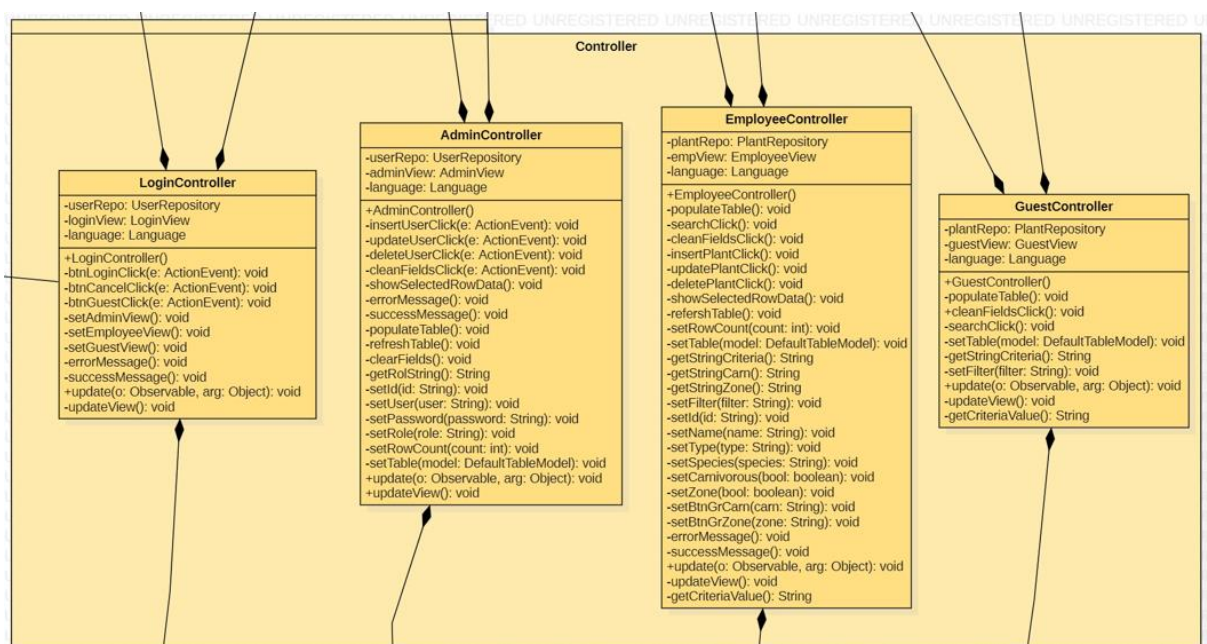 RED UNREGISTERED UNREGISTERED UNREGISTERED UNREGISTERED UNREGISTERED U
Controller
LoginController
-userRepo: UserRepository
-loginView: LoginView
-language: Language
+LoginController()
-btnLoginClick(e: ActionEvent): void
-btnCancelClick(e: ActionEvent): void
-btnGuestClick(e: ActionEvent): void
-setAdminView(): void
-setEmployeeView(): void
-setGuestView(): void
-errorMessage(): void
-successMessage(): void
+update(o: Observable, arg: Object): void
-updateView(): void
AdminController
-userRepo: UserRepository
-adminView: AdminView
-language: Language
+AdminController()
-insertUserClick(e: ActionEvent): void
-updateUserClick(e: ActionEvent): void
-deleteUserClick(e: ActionEvent): void
-cleanFieldsClick(e: ActionEvent): void
-showSelectedRowData(): void
-errorMessage(): void
-successMessage(): void
-populateTable(): void
-refreshTable(): void
-clearFields(): void
-getRolString(): String
-setId(id: String): void
-setUser(user: String): void
-setPassword(password: String): void
-setRole(role: String): void
-setRowCount(count: int): void
-setTable(model: DefaultTableModel): void
+update(o: Observable, arg: Object): void
+updateView(): void
EmployeeController
-plantRepo: PlantRepository
-empView: EmployeeView
-language: Language
+EmployeeController()
-populateTable(): void
-searchClick(): void
-cleanFieldsClick(): void
-insertPlantClick(): void
-updatePlantClick(): void
-deletePlantClick(): void
-showSelectedRowData(): void
-refershTable(): void
-setRowCount(count: int): void
-setTable(model: DefaultTableModel): void
-getStringCriteria(): String
-getStringCarn(): String
-getStringZone(): String
-setFilter(filter: String): void
-setId(id: String): void
-setName(name: String): void
-setType(type: String): void
-setSpecies(species: String): void
-setCarnivorous(bool: boolean): void
-setZone(bool: boolean): void
-setBtnGrCarn(carn: String): void
-setBtnGrZone(zone: String): void
-errorMessage(): void
-successMessage(): void
+update(o: Observable, arg: Object): void
-updateView(): void
-getCriteriaValue(): String
GuestController
-plantRepo: PlantRepository
-guestView: GuestView
-language: Language
+GuestController()
-populateTable(): void
+cleanFieldsClick(): void
-searchClick(): void
-setTable(model: DefaultTableModel): void
-getStringCriteria(): String
-setFilter(filter: String): void
+update(o: Observable, arg: Object): void
-updateView(): void
-getCriteriaValue(): String